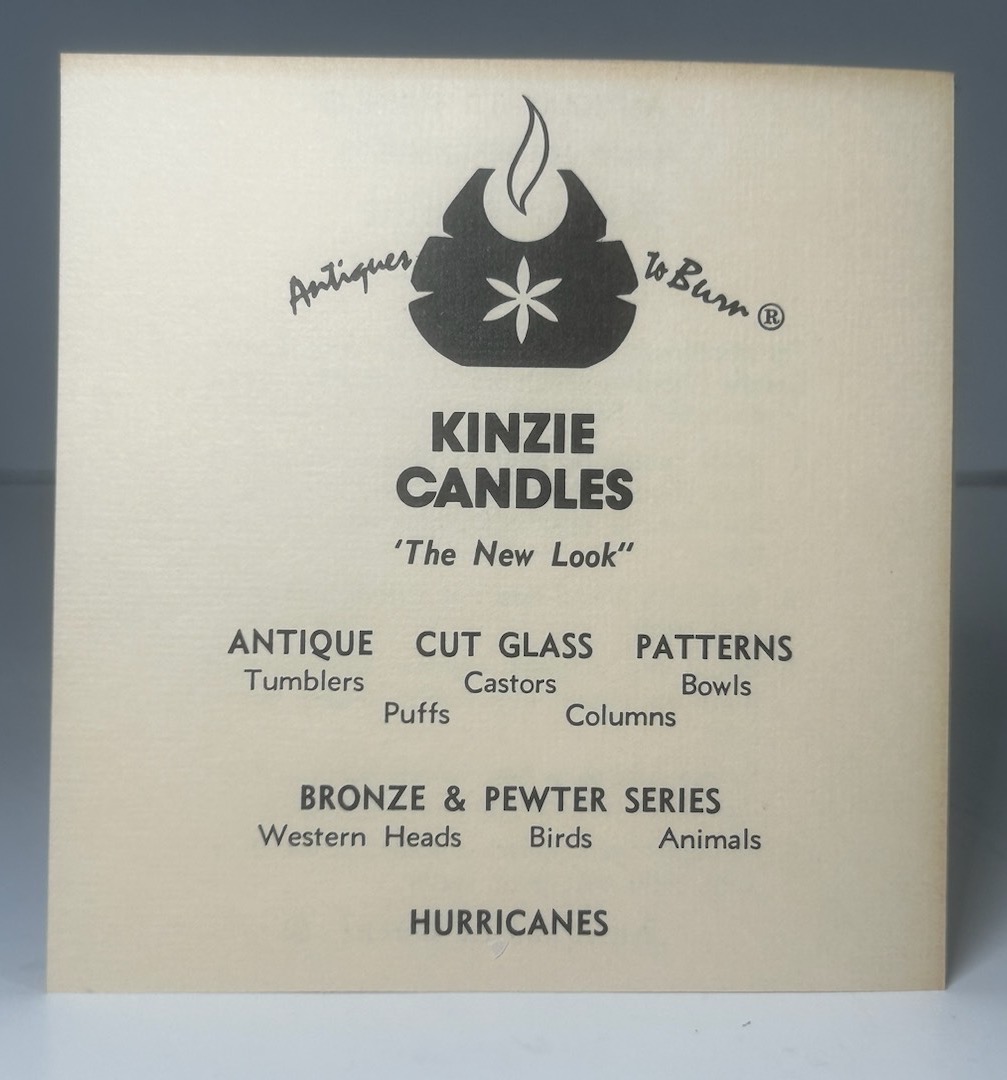 Antiques to Burn ®
KINZIE
CANDLES
'The New Look"
ANTIQUE CUT GLASS PATTERNS
Tumblers Castors Bowls
Puffs Columns
BRONZE & PEWTER SERIES
Western Heads Birds Animals
HURRICANES